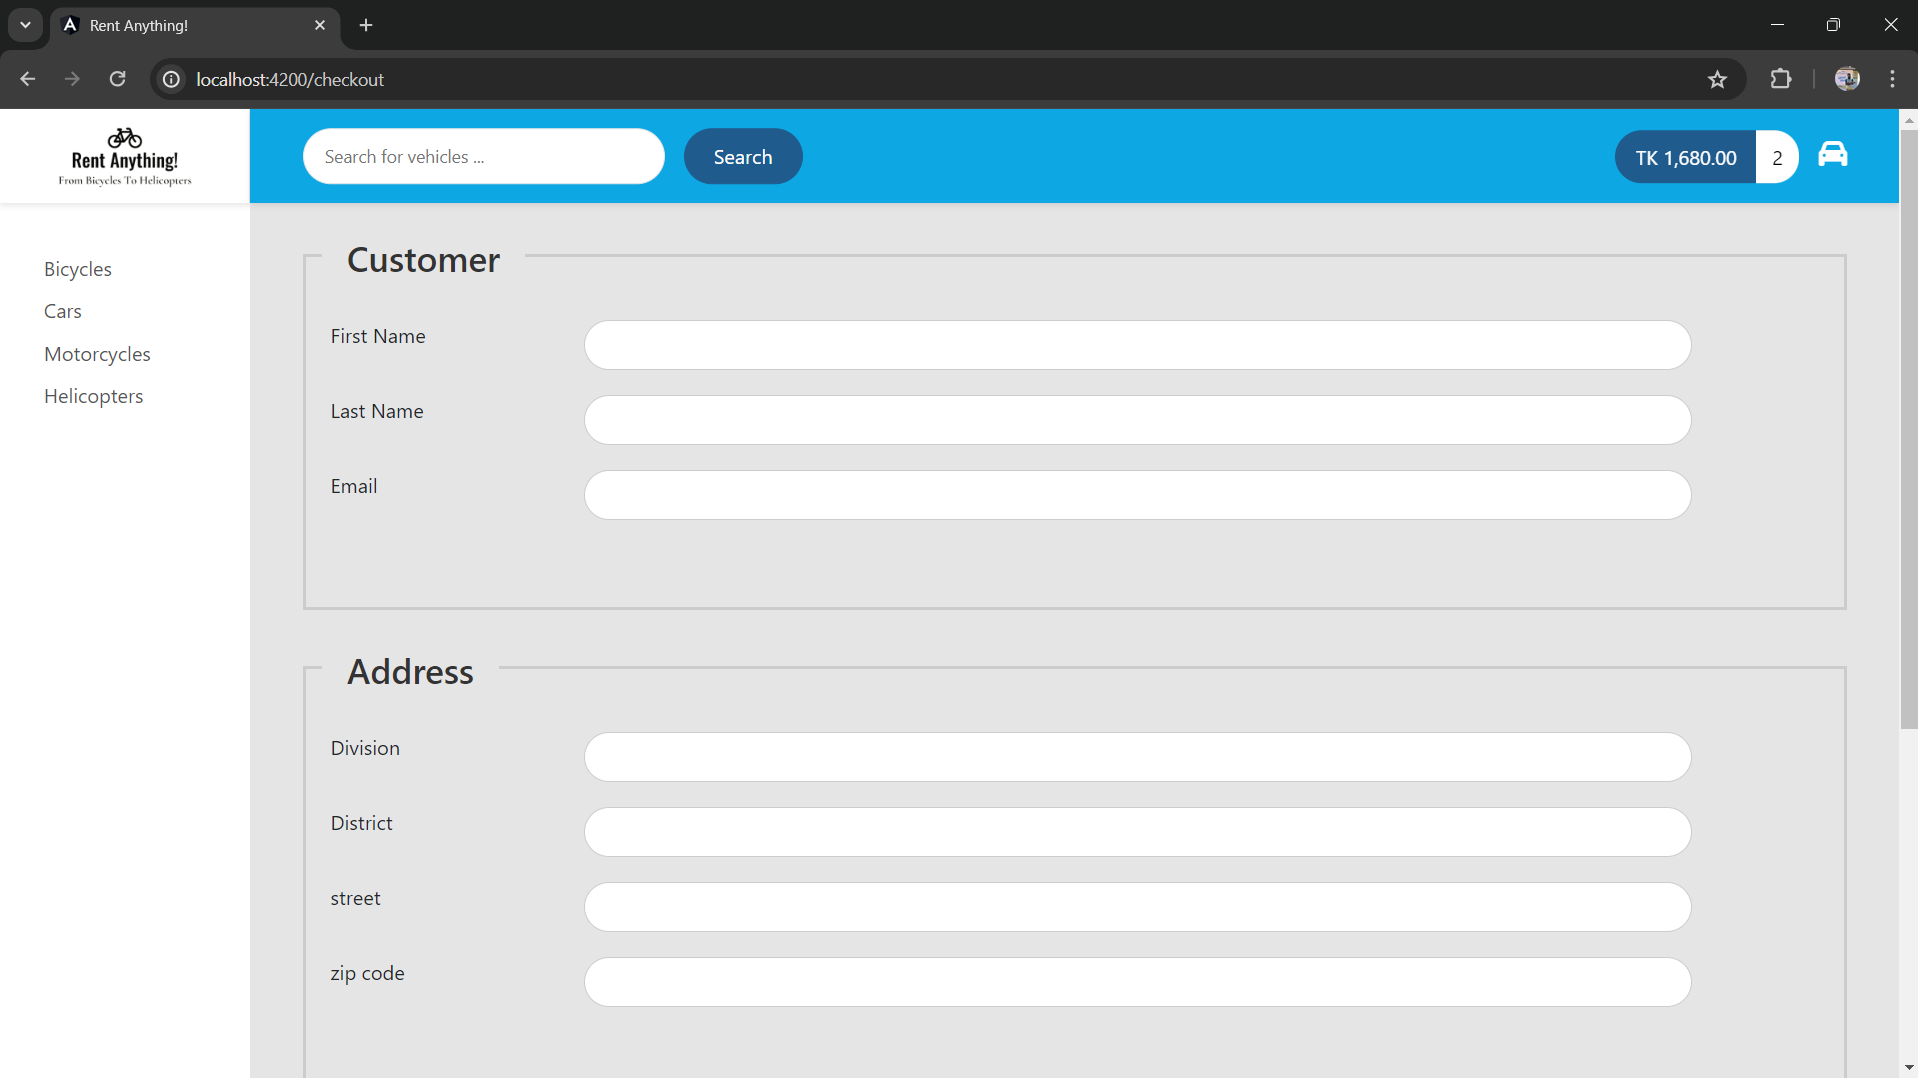 Rent Anything!
localhost:4200/checkout
Rent Anything!
From Bicycles To Helicopters
Search for vehicles ...
Search
TK 1,680.00
2
Bicycles
Cars
Motorcycles
Helicopters
Customer
First Name
Last Name
Email
Address
Division
District
street
zip code